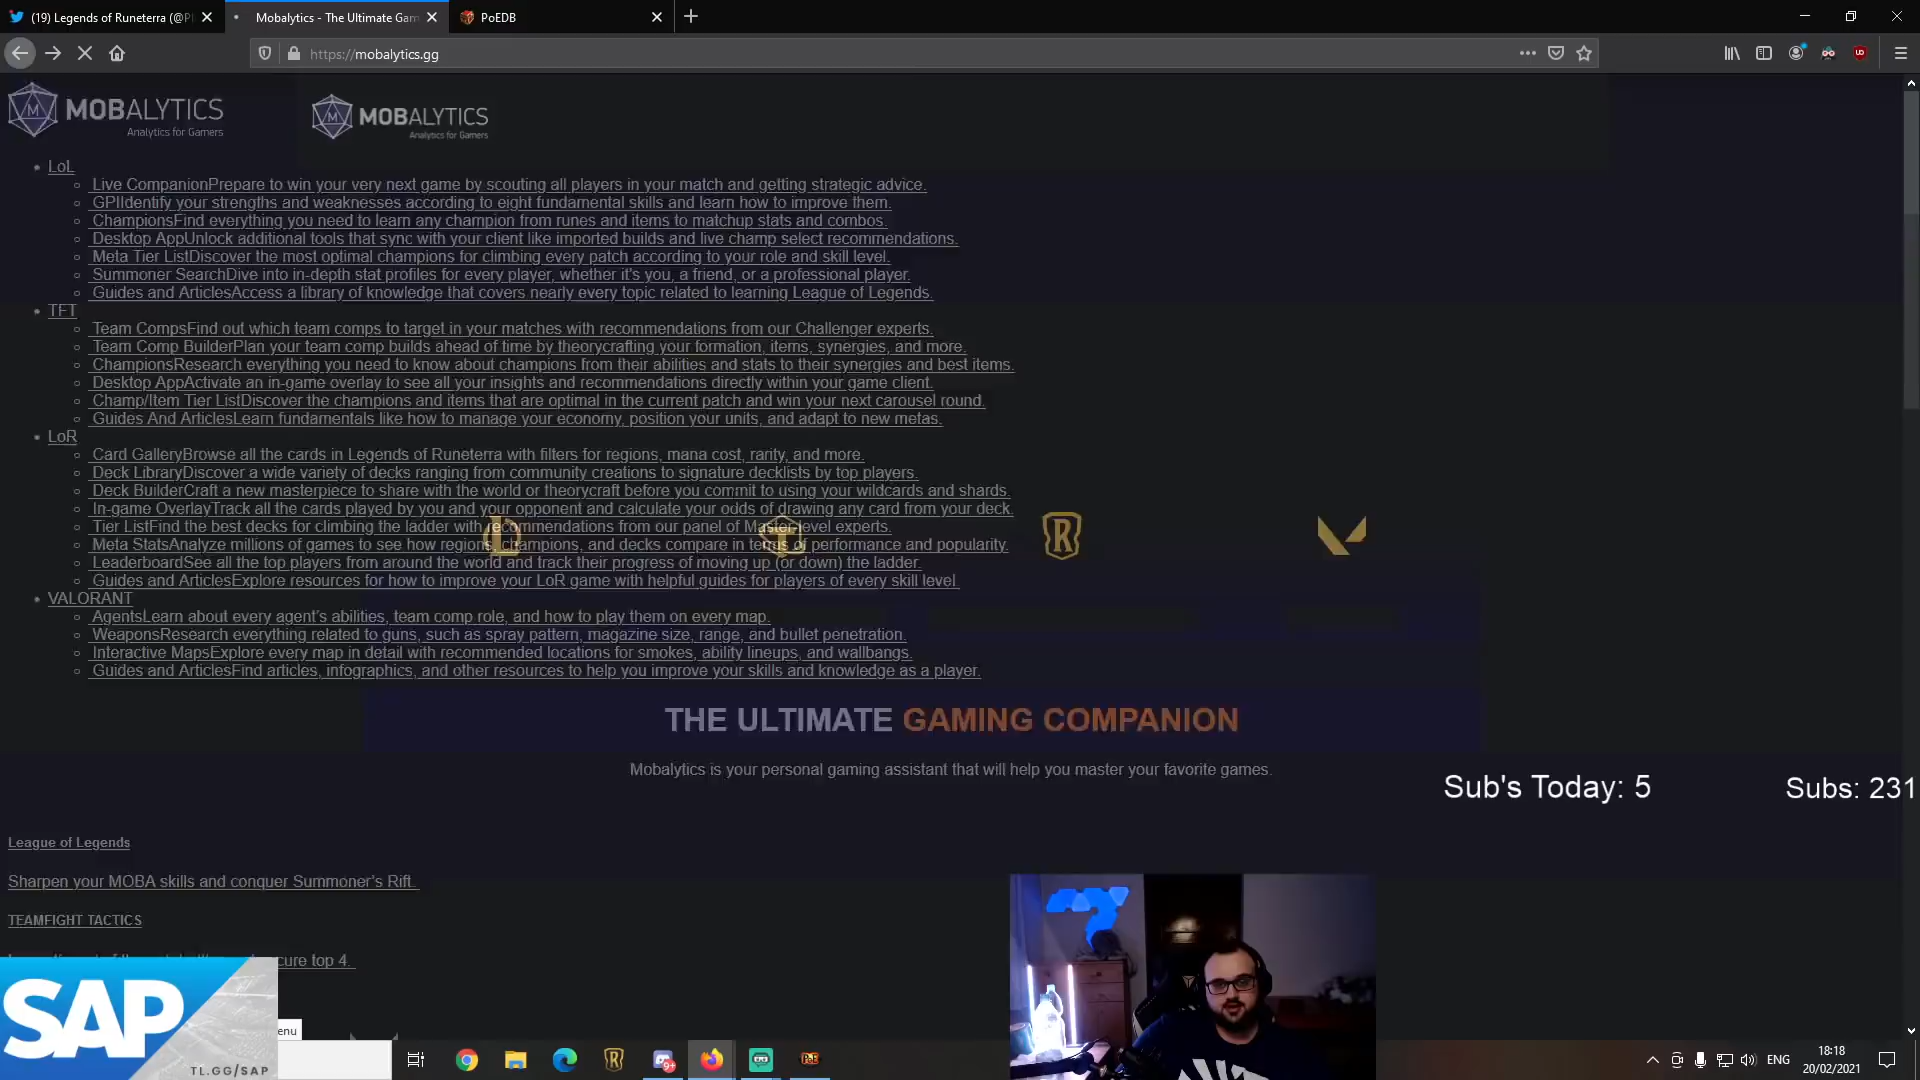 (19) Legends of Runeterra (@Pl
Mobalytics - The Ultimate Gam
PoEDB
https://mobalytics.gg
MOBALYTICS
Analytics for Gamers
MOBALYTICS
Analytics for Gamers
LoL
Live CompanionPrepare to win your very next game by scouting all players in your match and getting strategic advice.
GPIIdentify your strengths and weaknesses according to eight fundamental skills and learn how to improve them.
ChampionsFind everything you need to learn any champion from runes and items to matchup stats and combos.
Desktop AppUnlock additional tools that sync with your client like imported builds and live champ select recommendations.
Meta Tier ListDiscover the most optimal champions for climbing every patch according to your role and skill level.
Summoner SearchDive into in-depth stat profiles for every player, whether it's you, a friend, or a professional player.
Guides and ArticlesAccess a library of knowledge that covers nearly every topic related to learning League of Legends.
TFT
Team CompsFind out which team comps to target in your matches with recommendations from our Challenger experts.
Team Comp BuilderPlan your team comp builds ahead of time by theorycrafting your formation, items, synergies, and more.
ChampionsResearch everything you need to know about champions from their abilities and stats to their synergies and best items.
Desktop AppActivate an in-game overlay to see all your insights and recommendations directly within your game client.
Champ/Item Tier ListDiscover the champions and items that are optimal in the current patch and win your next carousel round.
Guides And ArticlesLearn fundamentals like how to manage your economy, position your units, and adapt to new metas.
LoR
Card GalleryBrowse all the cards in Legends of Runeterra with filters for regions, mana cost, rarity, and more.
Deck LibraryDiscover a wide variety of decks ranging from community creations to signature decklists by top players.
Deck BuilderCraft a new masterpiece to share with the world or theorycraft before you commit to using your wildcards and shards.
In-game OverlayTrack all the cards played by you and your opponent and calculate your odds of drawing any card from your deck.
Tier ListFind the best decks for climbing the ladder with recommendations from our panel of Master level experts.
Meta StatsAnalyze millions of games to see how regions, champions, and decks compare in terms of performance and popularity.
LeaderboardSee all the top players from around the world and track their progress of moving up (or down) the ladder.
Guides and ArticlesExplore resources for how to improve your LoR game with helpful guides for players of every skill level.
VALORANT
AgentsLearn about every agent's abilities, team comp role, and how to play them on every map.
WeaponsResearch everything related to guns, such as spray pattern, magazine size, range, and bullet penetration.
Interactive MapsExplore every map in detail with recommended locations for smokes, ability lineups, and wallbangs.
Guides and ArticlesFind articles, infographics, and other resources to help you improve your skills and knowledge as a player.
THE ULTIMATE GAMING COMPANION
Mobalytics is your personal gaming assistant that will help you master your favorite games.
Sub's Today: 5
Subs: 231
League of Legends
Sharpen your MOBA skills and conquer Summoner's Rift.
TEAMFIGHT TACTICS
cure top 4.
SAP
TL.GG/SAP
enu
ENG
18:18
20/02/2021